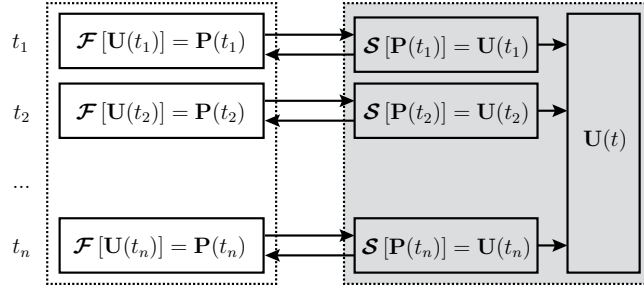 t₁ 𝓕[U(t₁)] = P(t₁) 𝓢[P(t₁)] = U(t₁)
t₂ 𝓕[U(t₂)] = P(t₂) 𝓢[P(t₂)] = U(t₂)
U(t)
...
tₙ 𝓕[U(tₙ)] = P(tₙ) 𝓢[P(tₙ)] = U(tₙ)